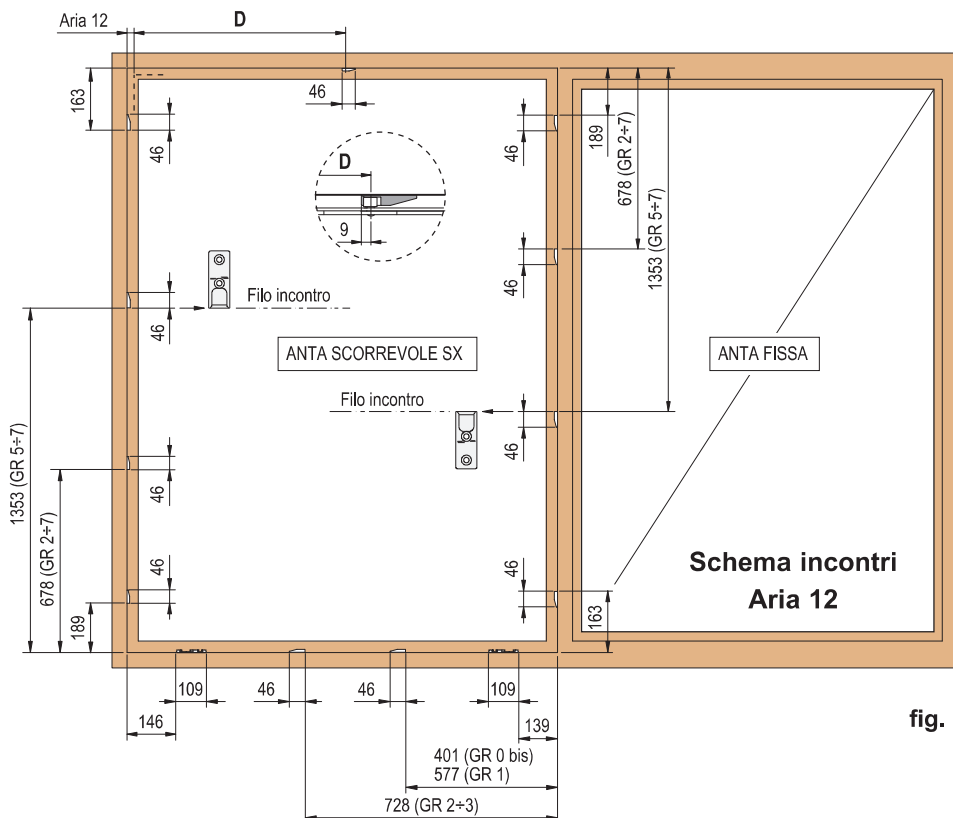 Aria 12
D
163
46
46
D
9
189
46
678 (GR 2÷7)
1353 (GR 5÷7)
46
46
Filo incontro
ANTA SCORREVOLE SX
ANTA FISSA
Filo incontro
46
1353 (GR 5÷7)
678 (GR 2÷7)
46
46
189
46
163
Schema incontri
Aria 12
109
46
46
109
146
139
401 (GR 0 bis)
577 (GR 1)
728 (GR 2÷3)
fig.